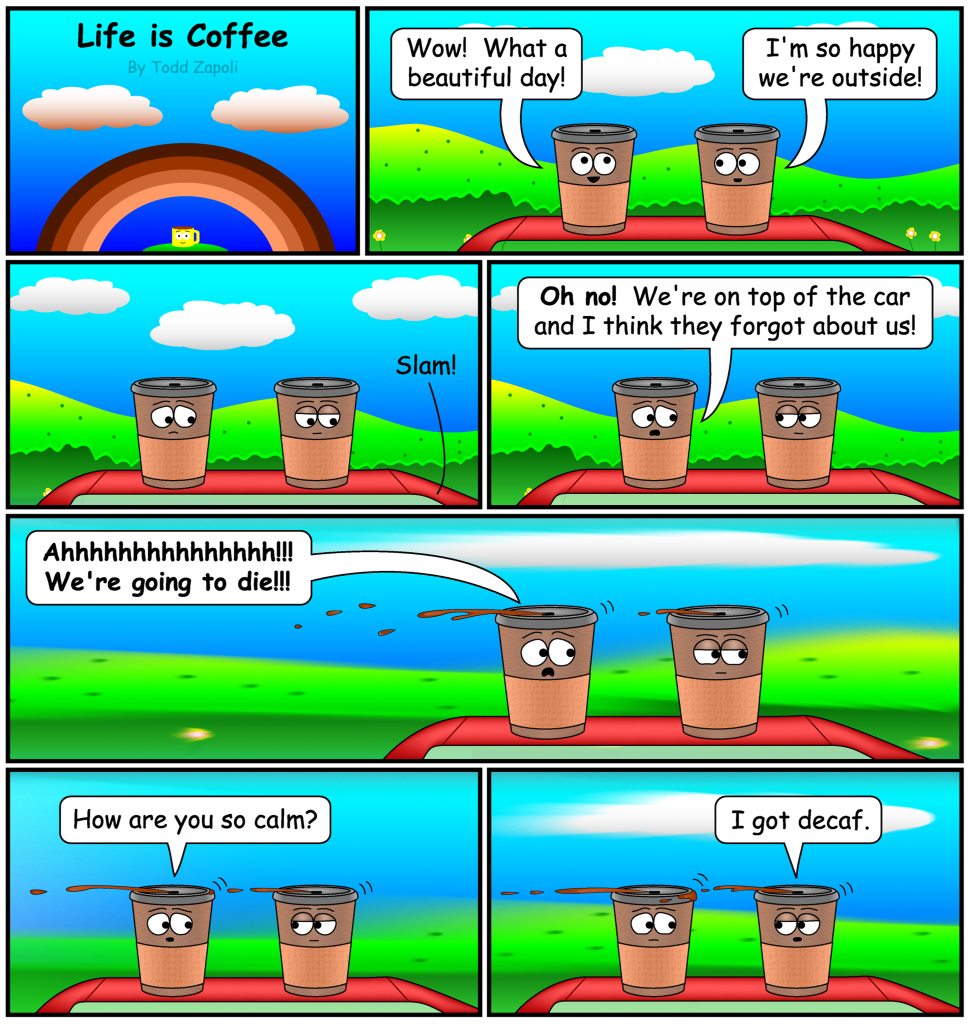 Life is Coffee
By Todd Zapoli
Wow! What a
beautiful day!
I'm so happy
we're outside!
Slam!
Oh no! We're on top of the car
and I think they forgot about us!
Ahhhhhhhhhhhhhhh!!!
We're going to die!!!
How are you so calm?
I got decaf.